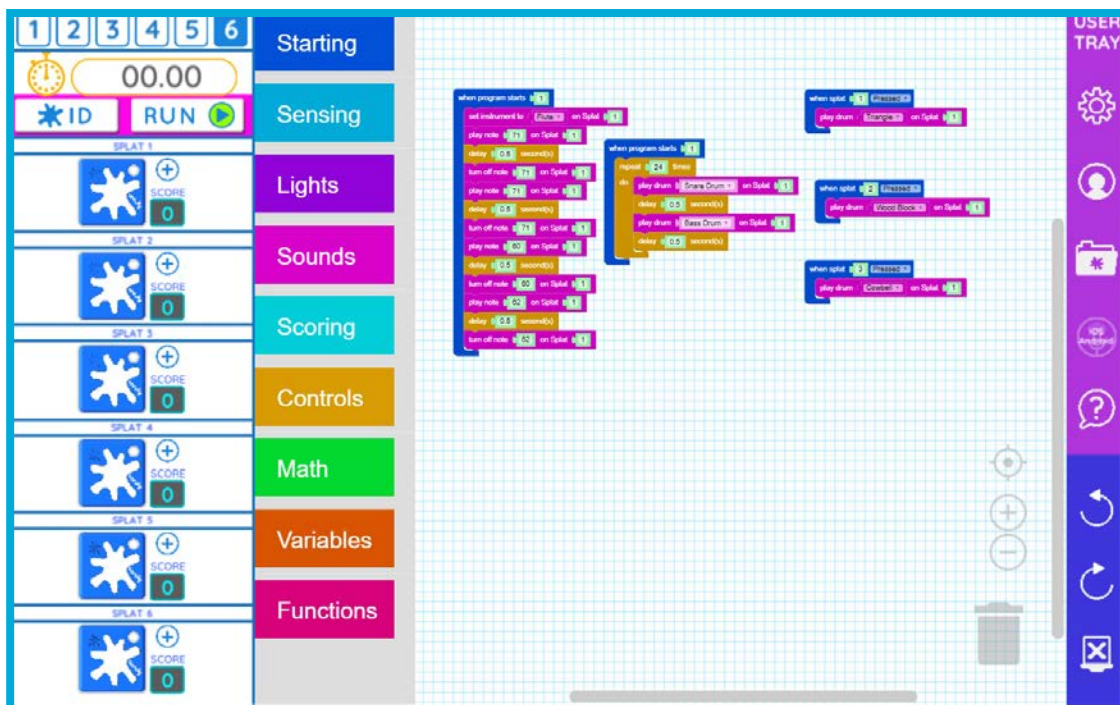 1 2 3 4 5 6
00.00
ID RUN
SPLAT 1
SCORE
0
SPLAT 2
SCORE
0
SPLAT 3
SCORE
0
SPLAT 4
SCORE
0
SPLAT 5
SCORE
0
SPLAT 6
SCORE
0
Starting
Sensing
Lights
Sounds
Scoring
Controls
Math
Variables
Functions
when program starts 1
set instrument to Flute on Splat 1
play note 71 on Splat 1
delay 0.5 second(s)
turn off note 71 on Splat 1
play note 71 on Splat 1
delay 0.5 second(s)
turn off note 71 on Splat 1
play note 60 on Splat 1
delay 0.5 second(s)
turn off note 60 on Splat 1
play note 62 on Splat 1
delay 0.5 second(s)
turn off note 62 on Splat 1
when program starts 1
repeat 24 times
do play drum Snare Drum on Splat 1
delay 0.5 second(s)
play drum Bass Drum on Splat 1
delay 0.5 second(s)
when splat 1 Pressed
play drum Triangle on Splat 1
when splat 2 Pressed
play drum Wood Block on Splat 1
when splat 3 Pressed
play drum Cowbell on Splat 1
USER
TRAY
iOS
Android